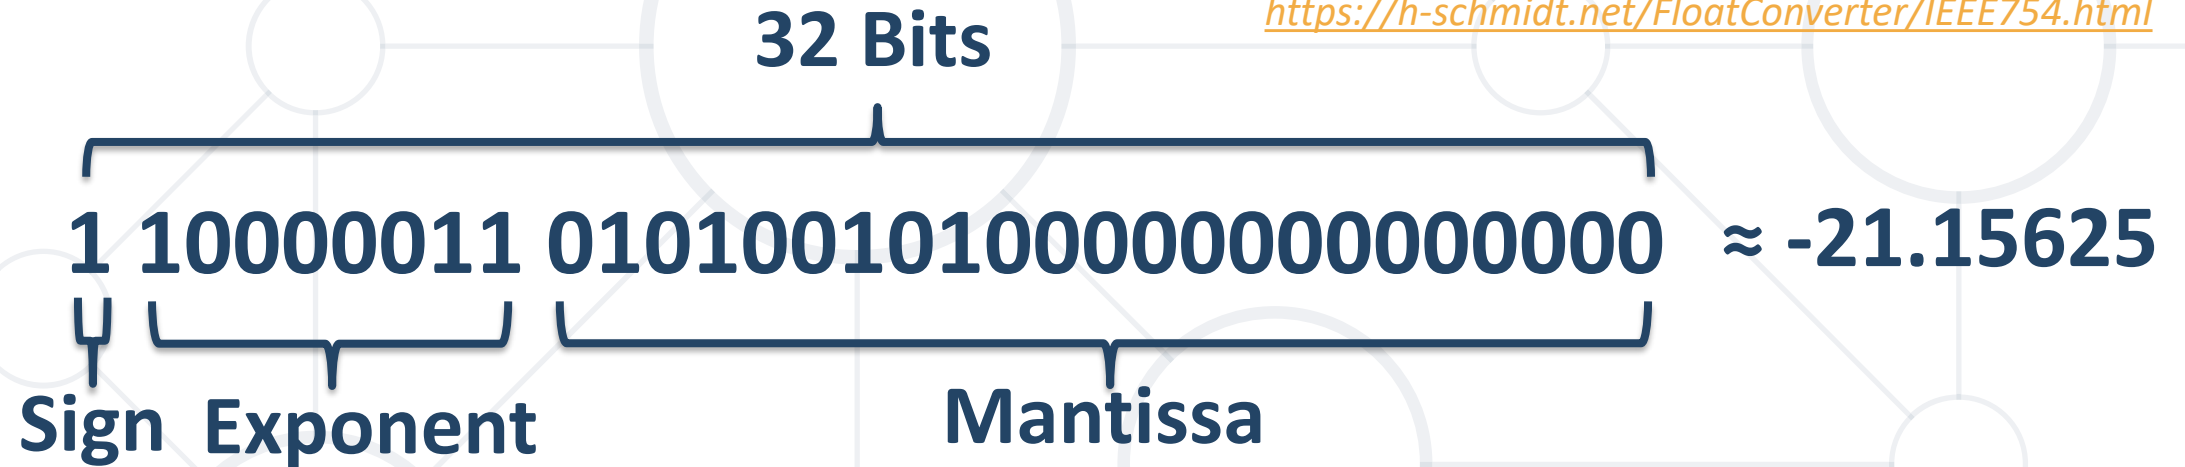 https://h-schmidt.net/FloatConverter/IEEE754.html
32 Bits
1 10000011 01010010100000000000000 ≈ -21.15625
Sign Exponent Mantissa